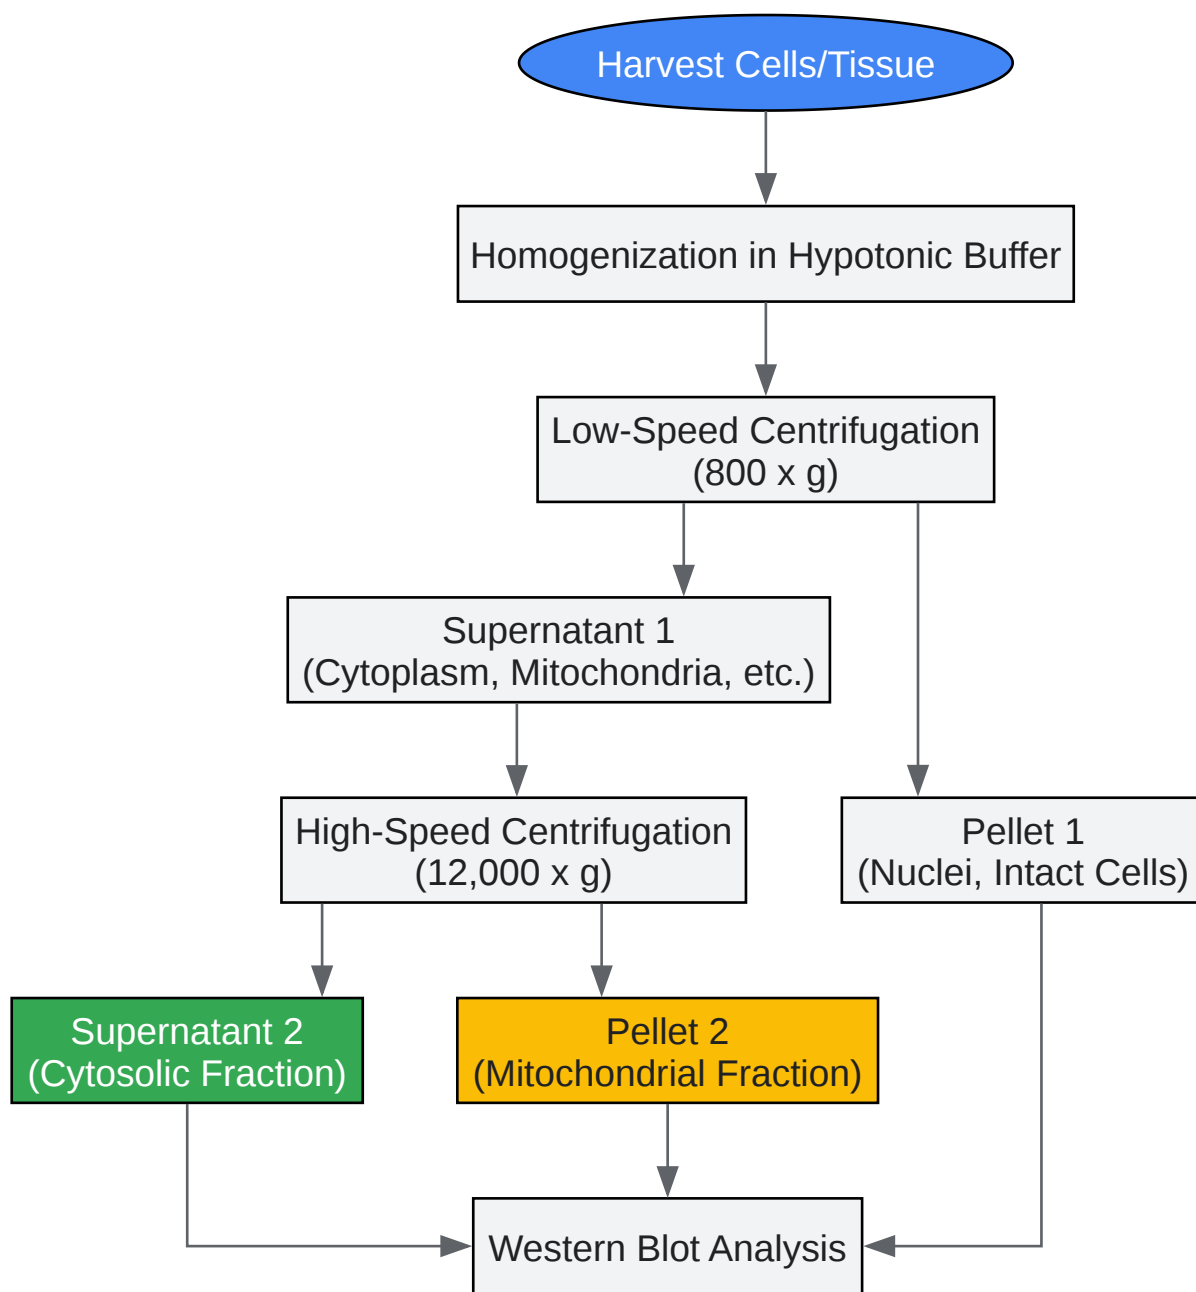 Harvest Cells/Tissue
Homogenization in Hypotonic Buffer
Low-Speed Centrifugation
(800 x g)
Supernatant 1
(Cytoplasm, Mitochondria, etc.)
High-Speed Centrifugation
(12,000 x g)
Pellet 1
(Nuclei, Intact Cells)
Supernatant 2
(Cytosolic Fraction)
Pellet 2
(Mitochondrial Fraction)
Western Blot Analysis